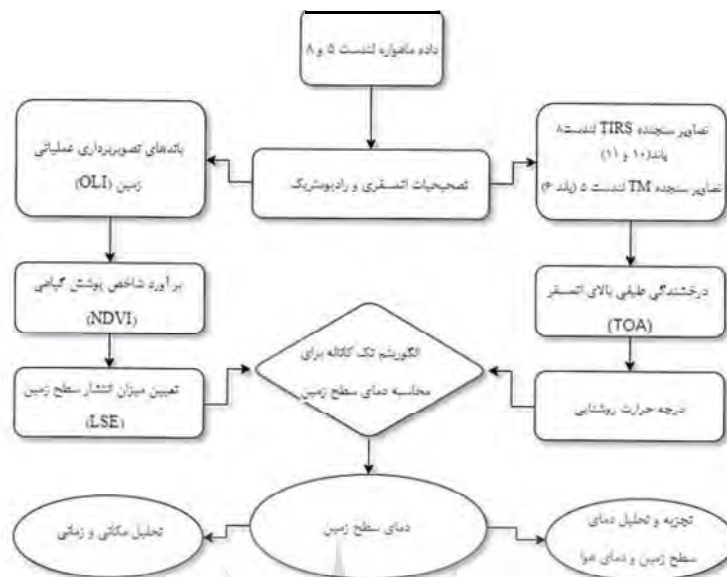 داده ماهواره لندست ۵ و ۸
تصاویر سنجنده TIRS لندست۸
باند(۱۰ و ۱۱)
تصاویر سنجنده TM لندست ۵ (باند ۶)
تصحیحات اتمسفری و رادیومتریک
باندهای تصویربرداری عملیاتی
زمین (OLI)
درخشندگی طیفی بالای اتمسفر
(TOA)
بر آورد شاخص پوشش گیاهی
(NDVI)
الگوریتم تک کاناله برای
محاسبه دمای سطح زمین
درجه حرارت روشنایی
تعیین میزان انتشار سطح زمین
(LSE)
تجزیه و تحلیل دمای
سطح زمین و دمای هوا
دمای سطح زمین
تحلیل مکانی و زمانی